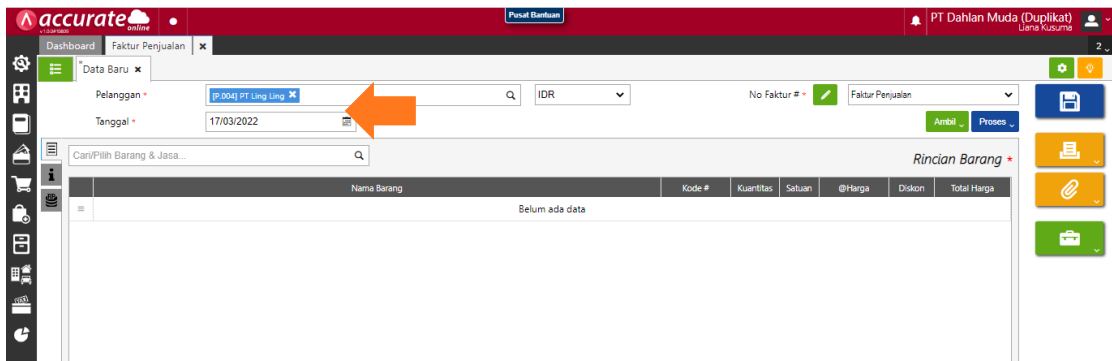 accurate online
Pusat Bantuan
PT Dahlan Muda (Duplikat)
Liana Kusuma
Dashboard
Faktur Penjualan
2
Data Baru
Pelanggan *
[P.004] PT Ling Ling
IDR
No Faktur # *
Faktur Penjualan
Tanggal *
17/03/2022
Ambil
Proses
Cari/Pilih Barang & Jasa...
Rincian Barang *
Nama Barang
Kode #
Kuantitas
Satuan
@Harga
Diskon
Total Harga
Belum ada data